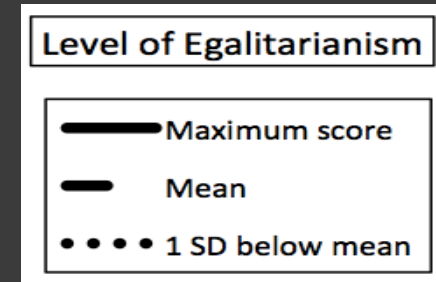 Level of Egalitarianism
Maximum score
Mean
1 SD below mean